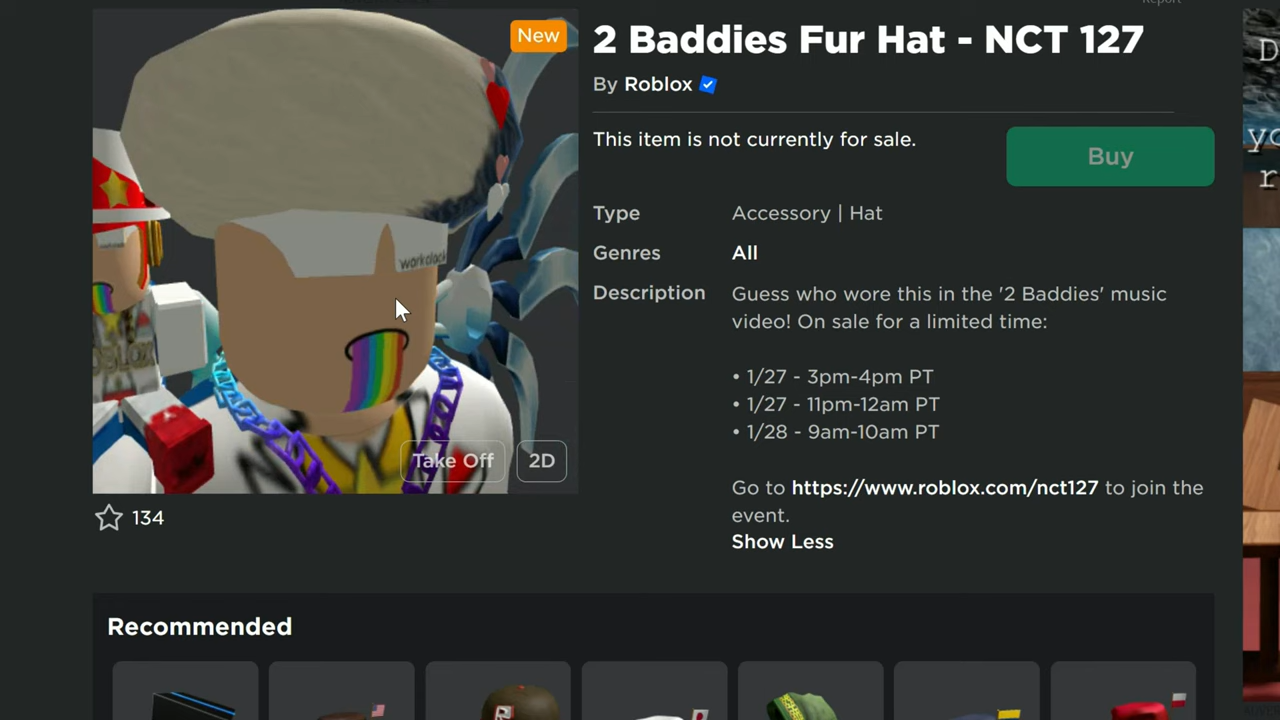 New
2 Baddies Fur Hat - NCT 127
By Roblox
This item is not currently for sale.
Buy
Type
Accessory | Hat
Genres
All
Description
Guess who wore this in the '2 Baddies' music
video! On sale for a limited time:
• 1/27 - 3pm-4pm PT
• 1/27 - 11pm-12am PT
• 1/28 - 9am-10am PT
Go to https://www.roblox.com/nct127 to join the
event.
Show Less
workclock
Take Off
2D
134
Recommended